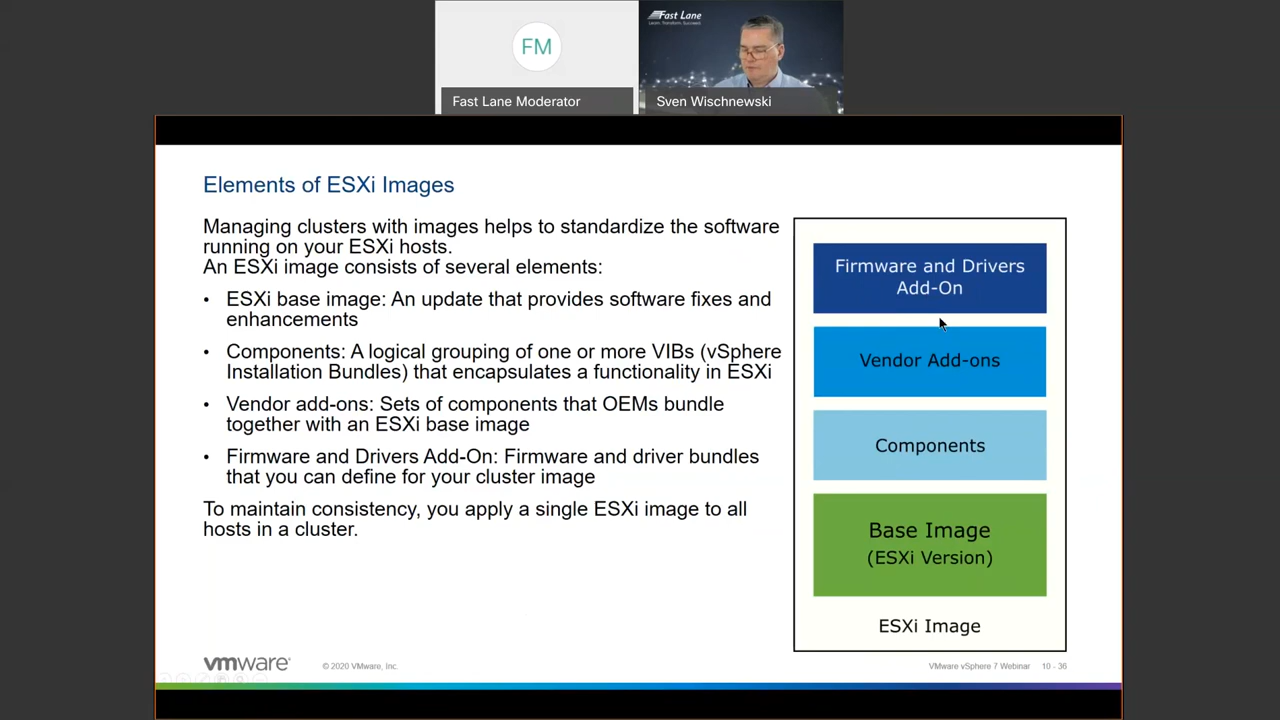 Fast Lane
Learn. Transform. Succeed.
FM
Fast Lane Moderator
Sven Wischnewski
Elements of ESXi Images
Managing clusters with images helps to standardize the software
running on your ESXi hosts.
An ESXi image consists of several elements:
• ESXi base image: An update that provides software fixes and
enhancements
• Components: A logical grouping of one or more VIBs (vSphere
Installation Bundles) that encapsulates a functionality in ESXi
• Vendor add-ons: Sets of components that OEMs bundle
together with an ESXi base image
• Firmware and Drivers Add-On: Firmware and driver bundles
that you can define for your cluster image
To maintain consistency, you apply a single ESXi image to all
hosts in a cluster.
Firmware and Drivers
Add-On
Vendor Add-ons
Components
Base Image
(ESXi Version)
ESXi Image
vmware®
© 2020 VMware, Inc.
VMware vSphere 7 Webinar 10 - 36